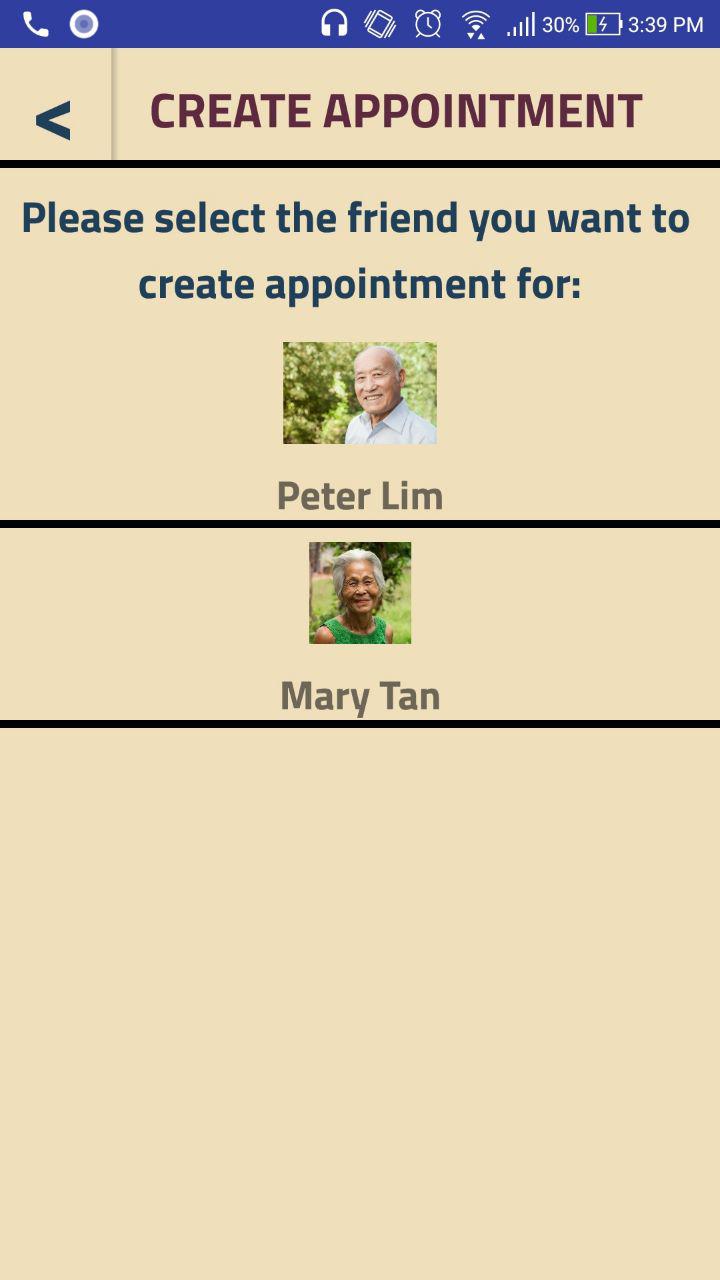 30% 3:39 PM
< CREATE APPOINTMENT
Please select the friend you want to
create appointment for:
Peter Lim
Mary Tan